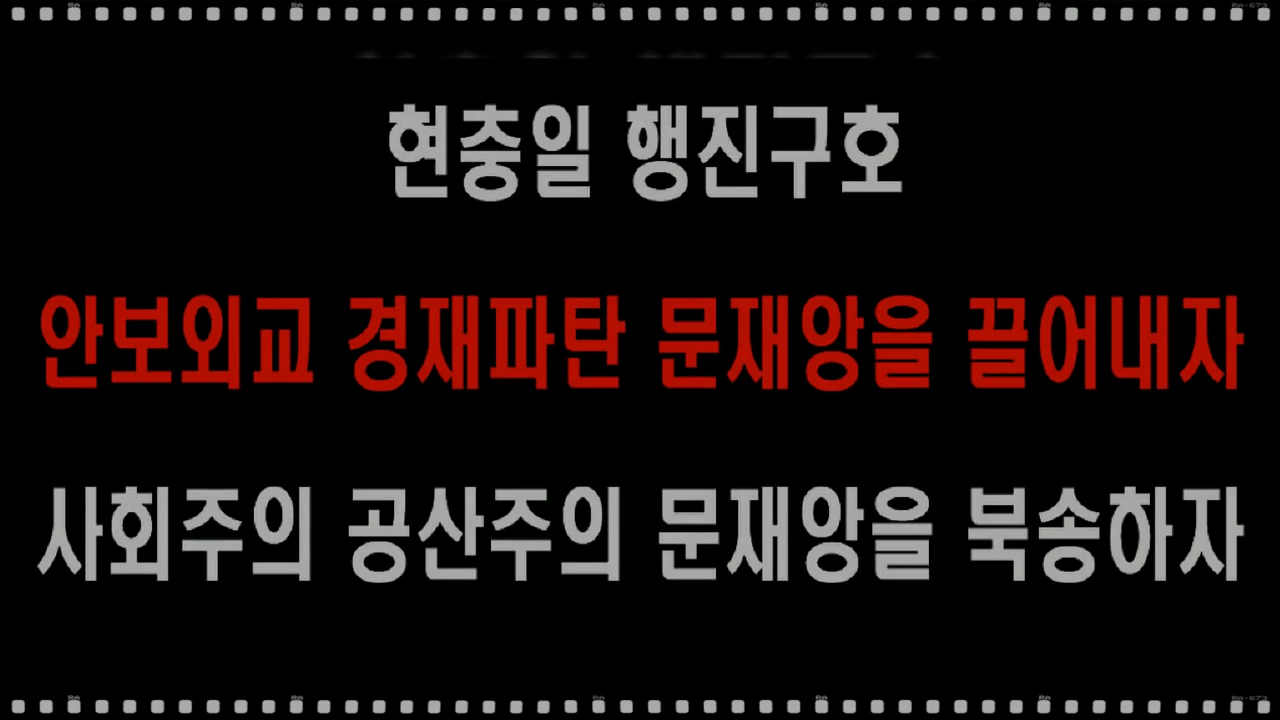 현충일 행진구호
안보외교 경재파탄 문재앙을 끌어내자
사회주의 공산주의 문재앙을 북송하자